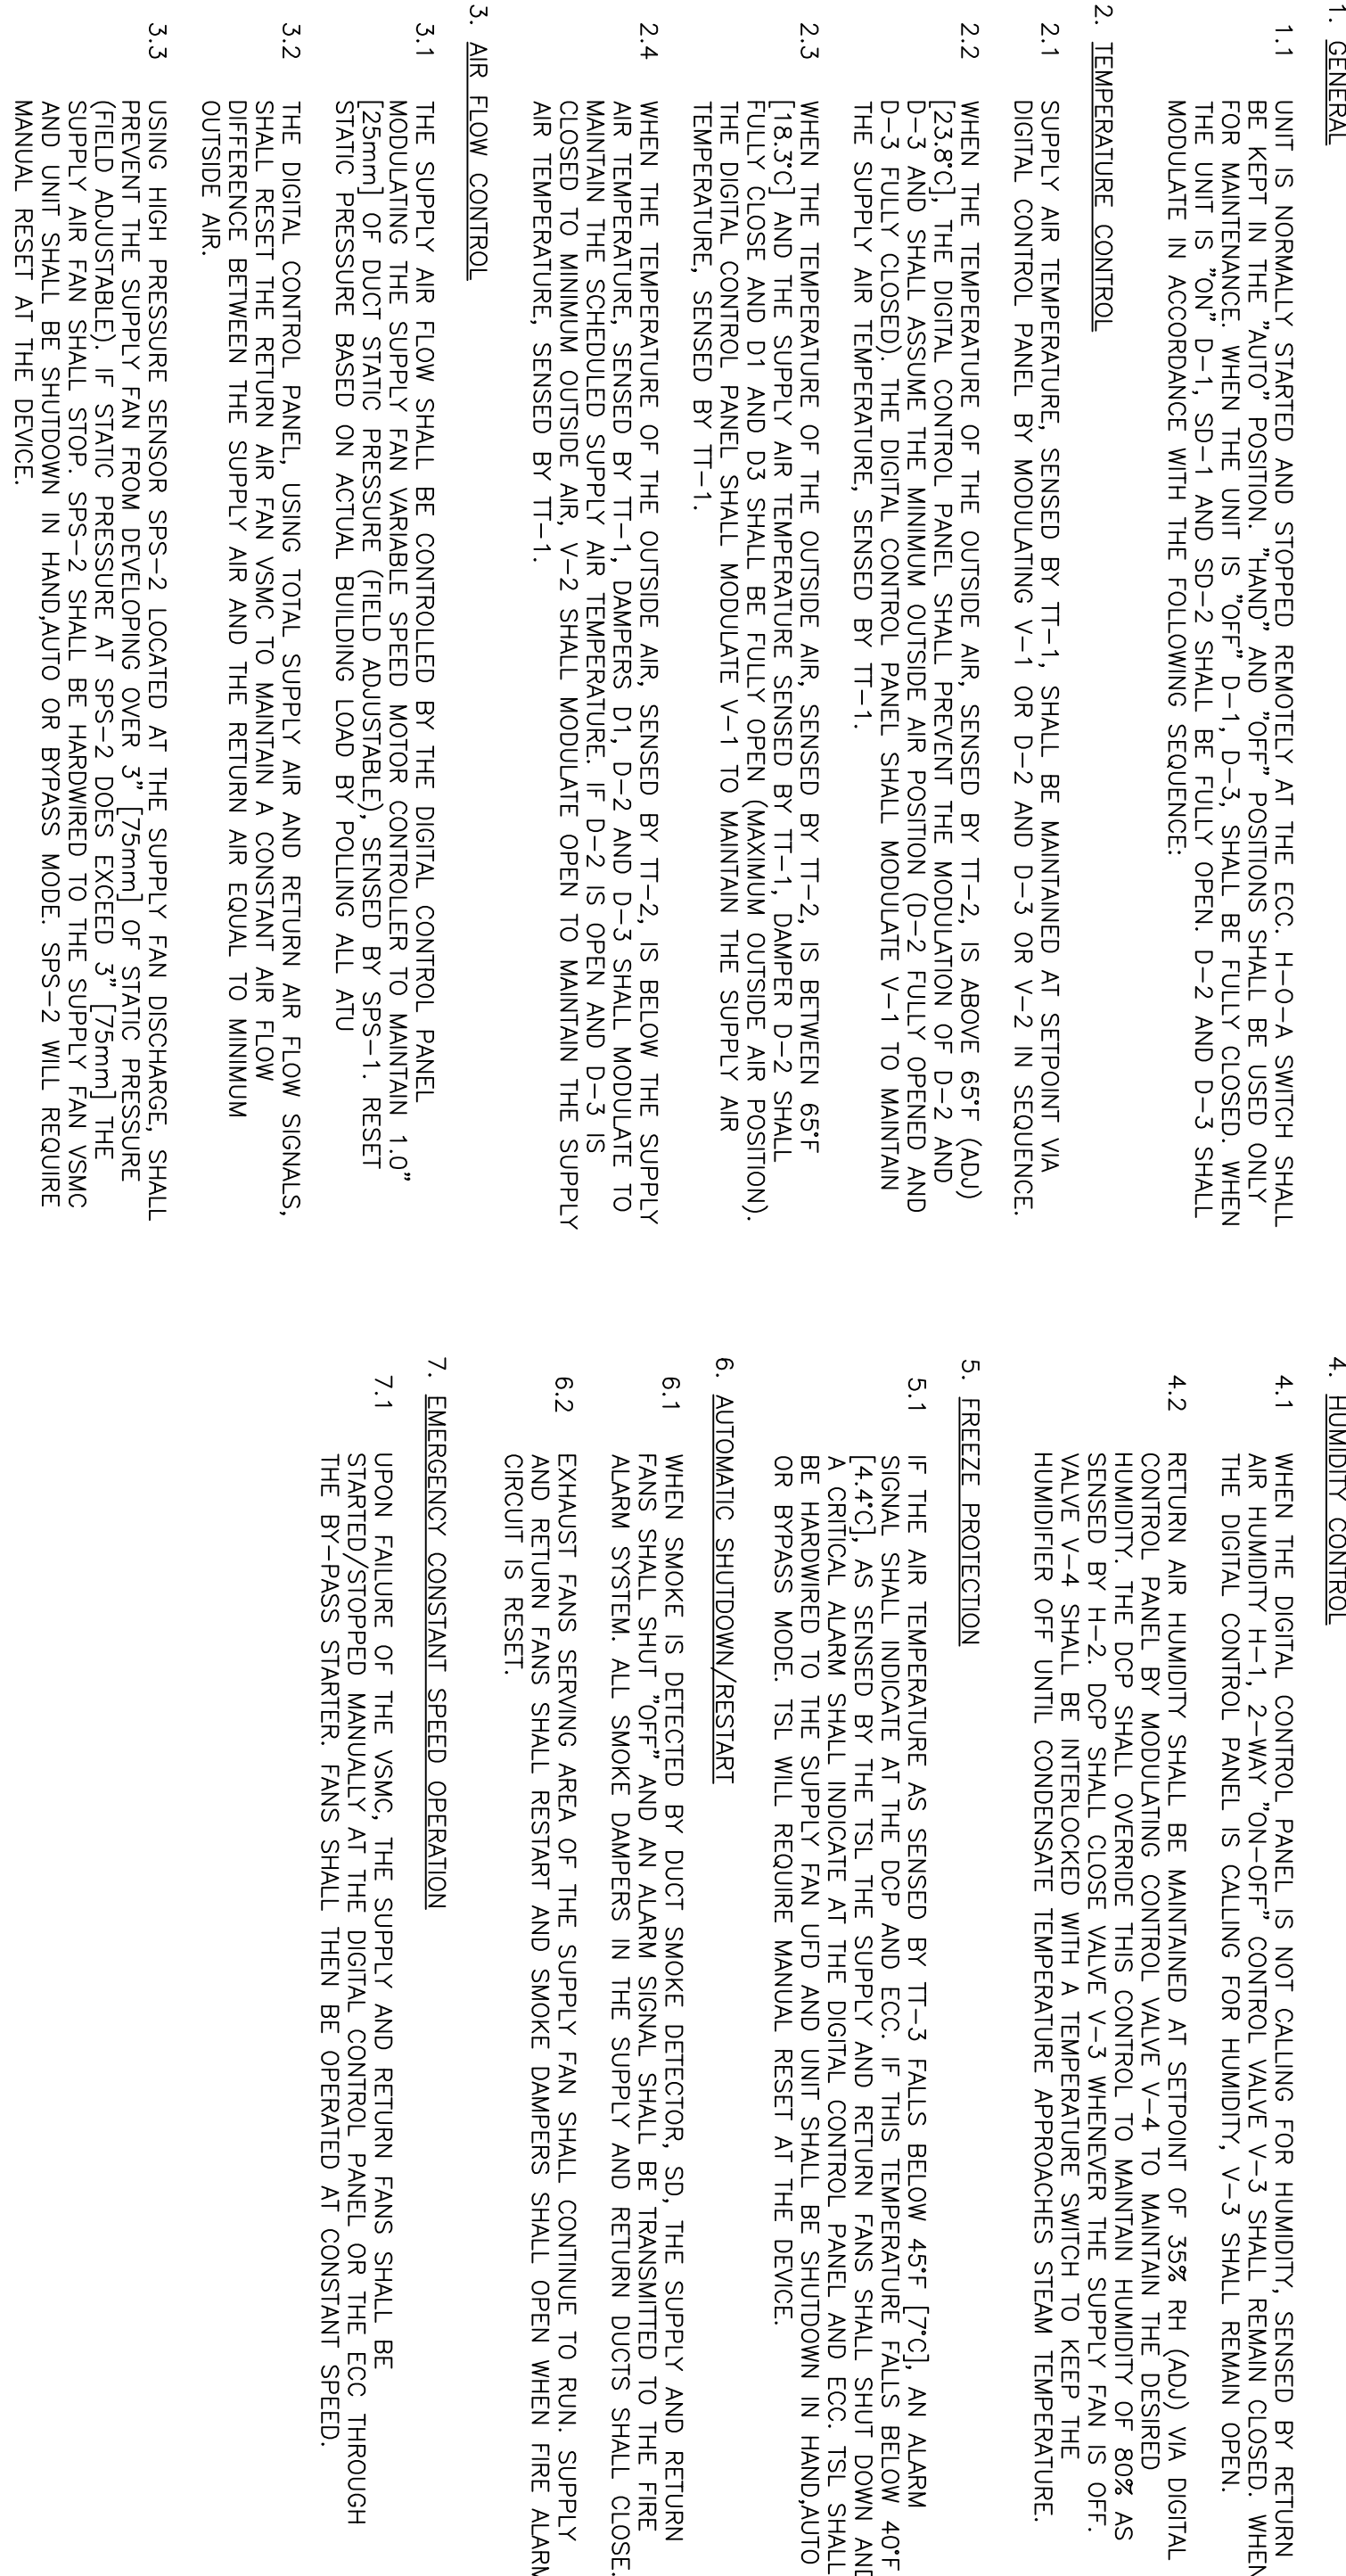 1. GENERAL
1.1 UNIT IS NORMALLY STARTED AND STOPPED REMOTELY AT THE ECC. H-O-A SWITCH SHALL
BE KEPT IN THE "AUTO" POSITION. "HAND" AND "OFF" POSITIONS SHALL BE USED ONLY
FOR MAINTENANCE. WHEN THE UNIT IS "OFF" D-1, D-3, SHALL BE FULLY CLOSED. WHEN
THE UNIT IS "ON" D-1, SD-1 AND SD-2 SHALL BE FULLY OPEN. D-2 AND D-3 SHALL
MODULATE IN ACCORDANCE WITH THE FOLLOWING SEQUENCE:
2. TEMPERATURE CONTROL
2.1 SUPPLY AIR TEMPERATURE, SENSED BY TT-1, SHALL BE MAINTAINED AT SETPOINT VIA
DIGITAL CONTROL PANEL BY MODULATING V-1 OR D-2 AND D-3 OR V-2 IN SEQUENCE.
2.2 WHEN THE TEMPERATURE OF THE OUTSIDE AIR, SENSED BY TT-2, IS ABOVE 65°F (ADJ)
[23.8°C], THE DIGITAL CONTROL PANEL SHALL PREVENT THE MODULATION OF D-2 AND
D-3 AND SHALL ASSUME THE MINIMUM OUTSIDE AIR POSITION (D-2 FULLY OPENED AND
D-3 FULLY CLOSED). THE DIGITAL CONTROL PANEL SHALL MODULATE V-1 TO MAINTAIN
THE SUPPLY AIR TEMPERATURE, SENSED BY TT-1.
2.3 WHEN THE TEMPERATURE OF THE OUTSIDE AIR, SENSED BY TT-2, IS BETWEEN 65°F
[18.3°C] AND THE SUPPLY AIR TEMPERATURE SENSED BY TT-1, DAMPER D-2 SHALL
FULLY CLOSE AND D1 AND D3 SHALL BE FULLY OPEN (MAXIMUM OUTSIDE AIR POSITION).
THE DIGITAL CONTROL PANEL SHALL MODULATE V-1 TO MAINTAIN THE SUPPLY AIR
TEMPERATURE, SENSED BY TT-1.
2.4 WHEN THE TEMPERATURE OF THE OUTSIDE AIR, SENSED BY TT-2, IS BELOW THE SUPPLY
AIR TEMPERATURE, SENSED BY TT-1, DAMPERS D1, D-2 AND D-3 SHALL MODULATE TO
MAINTAIN THE SCHEDULED SUPPLY AIR TEMPERATURE. IF D-2 IS OPEN AND D-3 IS
CLOSED TO MINIMUM OUTSIDE AIR, V-2 SHALL MODULATE OPEN TO MAINTAIN THE SUPPLY
AIR TEMPERATURE, SENSED BY TT-1.
3. AIR FLOW CONTROL
3.1 THE SUPPLY AIR FLOW SHALL BE CONTROLLED BY THE DIGITAL CONTROL PANEL
MODULATING THE SUPPLY FAN VARIABLE SPEED MOTOR CONTROLLER TO MAINTAIN 1.0"
[25mm] OF DUCT STATIC PRESSURE (FIELD ADJUSTABLE), SENSED BY SPS-1. RESET
STATIC PRESSURE BASED ON ACTUAL BUILDING LOAD BY POLLING ALL ATU
3.2 THE DIGITAL CONTROL PANEL, USING TOTAL SUPPLY AIR AND RETURN AIR FLOW SIGNALS,
SHALL RESET THE RETURN AIR FAN VSMC TO MAINTAIN A CONSTANT AIR FLOW
DIFFERENCE BETWEEN THE SUPPLY AIR AND THE RETURN AIR EQUAL TO MINIMUM
OUTSIDE AIR.
3.3 USING HIGH PRESSURE SENSOR SPS-2 LOCATED AT THE SUPPLY FAN DISCHARGE, SHALL
PREVENT THE SUPPLY FAN FROM DEVELOPING OVER 3" [75mm] OF STATIC PRESSURE
(FIELD ADJUSTABLE). IF STATIC PRESSURE AT SPS-2 DOES EXCEED 3" [75mm] THE
SUPPLY AIR FAN SHALL STOP. SPS-2 SHALL BE HARDWIRED TO THE SUPPLY FAN VSMC
AND UNIT SHALL BE SHUTDOWN IN HAND,AUTO OR BYPASS MODE. SPS-2 WILL REQUIRE
MANUAL RESET AT THE DEVICE.
4. HUMIDITY CONTROL
4.1 WHEN THE DIGITAL CONTROL PANEL IS NOT CALLING FOR HUMIDITY, SENSED BY RETURN
AIR HUMIDITY H-1, 2-WAY "ON-OFF" CONTROL VALVE V-3 SHALL REMAIN CLOSED. WHEN
THE DIGITAL CONTROL PANEL IS CALLING FOR HUMIDITY, V-3 SHALL REMAIN OPEN.
4.2 RETURN AIR HUMIDITY SHALL BE MAINTAINED AT SETPOINT OF 35% RH (ADJ) VIA DIGITAL
CONTROL PANEL BY MODULATING CONTROL VALVE V-4 TO MAINTAIN THE DESIRED
HUMIDITY. THE DCP SHALL OVERRIDE THIS CONTROL TO MAINTAIN HUMIDITY OF 80% AS
SENSED BY H-2. DCP SHALL CLOSE VALVE V-3 WHENEVER THE SUPPLY FAN IS OFF.
VALVE V-4 SHALL BE INTERLOCKED WITH A TEMPERATURE SWITCH TO KEEP THE
HUMIDIFIER OFF UNTIL CONDENSATE TEMPERATURE APPROACHES STEAM TEMPERATURE.
5. FREEZE PROTECTION
5.1 IF THE AIR TEMPERATURE AS SENSED BY TT-3 FALLS BELOW 45°F [7°C], AN ALARM
SIGNAL SHALL INDICATE AT THE DCP AND ECC. IF THIS TEMPERATURE FALLS BELOW 40°F
[4.4°C], AS SENSED BY THE TSL THE SUPPLY AND RETURN FANS SHALL SHUT DOWN AND
A CRITICAL ALARM SHALL INDICATE AT THE DIGITAL CONTROL PANEL AND ECC. TSL SHALL
BE HARDWIRED TO THE SUPPLY FAN UFD AND UNIT SHALL BE SHUTDOWN IN HAND,AUTO
OR BYPASS MODE. TSL WILL REQUIRE MANUAL RESET AT THE DEVICE.
6. AUTOMATIC SHUTDOWN/RESTART
6.1 WHEN SMOKE IS DETECTED BY DUCT SMOKE DETECTOR, SD, THE SUPPLY AND RETURN
FANS SHALL SHUT "OFF" AND AN ALARM SIGNAL SHALL BE TRANSMITTED TO THE FIRE
ALARM SYSTEM. ALL SMOKE DAMPERS IN THE SUPPLY AND RETURN DUCTS SHALL CLOSE.
6.2 EXHAUST FANS SERVING AREA OF THE SUPPLY FAN SHALL CONTINUE TO RUN. SUPPLY
AND RETURN FANS SHALL RESTART AND SMOKE DAMPERS SHALL OPEN WHEN FIRE ALARM
CIRCUIT IS RESET.
7. EMERGENCY CONSTANT SPEED OPERATION
7.1 UPON FAILURE OF THE VSMC, THE SUPPLY AND RETURN FANS SHALL BE
STARTED/STOPPED MANUALLY AT THE DIGITAL CONTROL PANEL OR THE ECC THROUGH
THE BY-PASS STARTER. FANS SHALL THEN BE OPERATED AT CONSTANT SPEED.